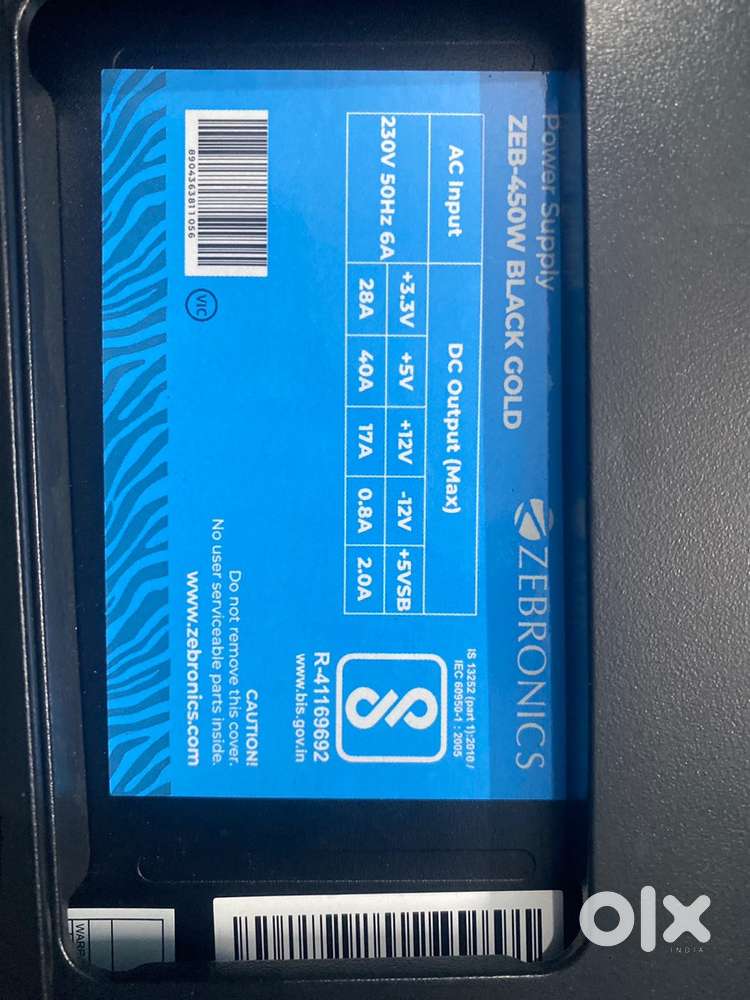 Power Supply
ZEB-450W BLACK GOLD
ZEBRONICS
AC Input
DC Output (Max)
230V 50Hz 6A
+3.3V +5V +12V -12V +5VSB
28A 40A 17A 0.8A 2.0A
IS 13252 (part 1):2010 /
IEC 60950-1 : 2005
R-41169692
www.bis.gov.in
8904363811056
VIC
CAUTION!
Do not remove this cover.
No user serviceable parts inside.
www.zebronics.com
olx
INDIA